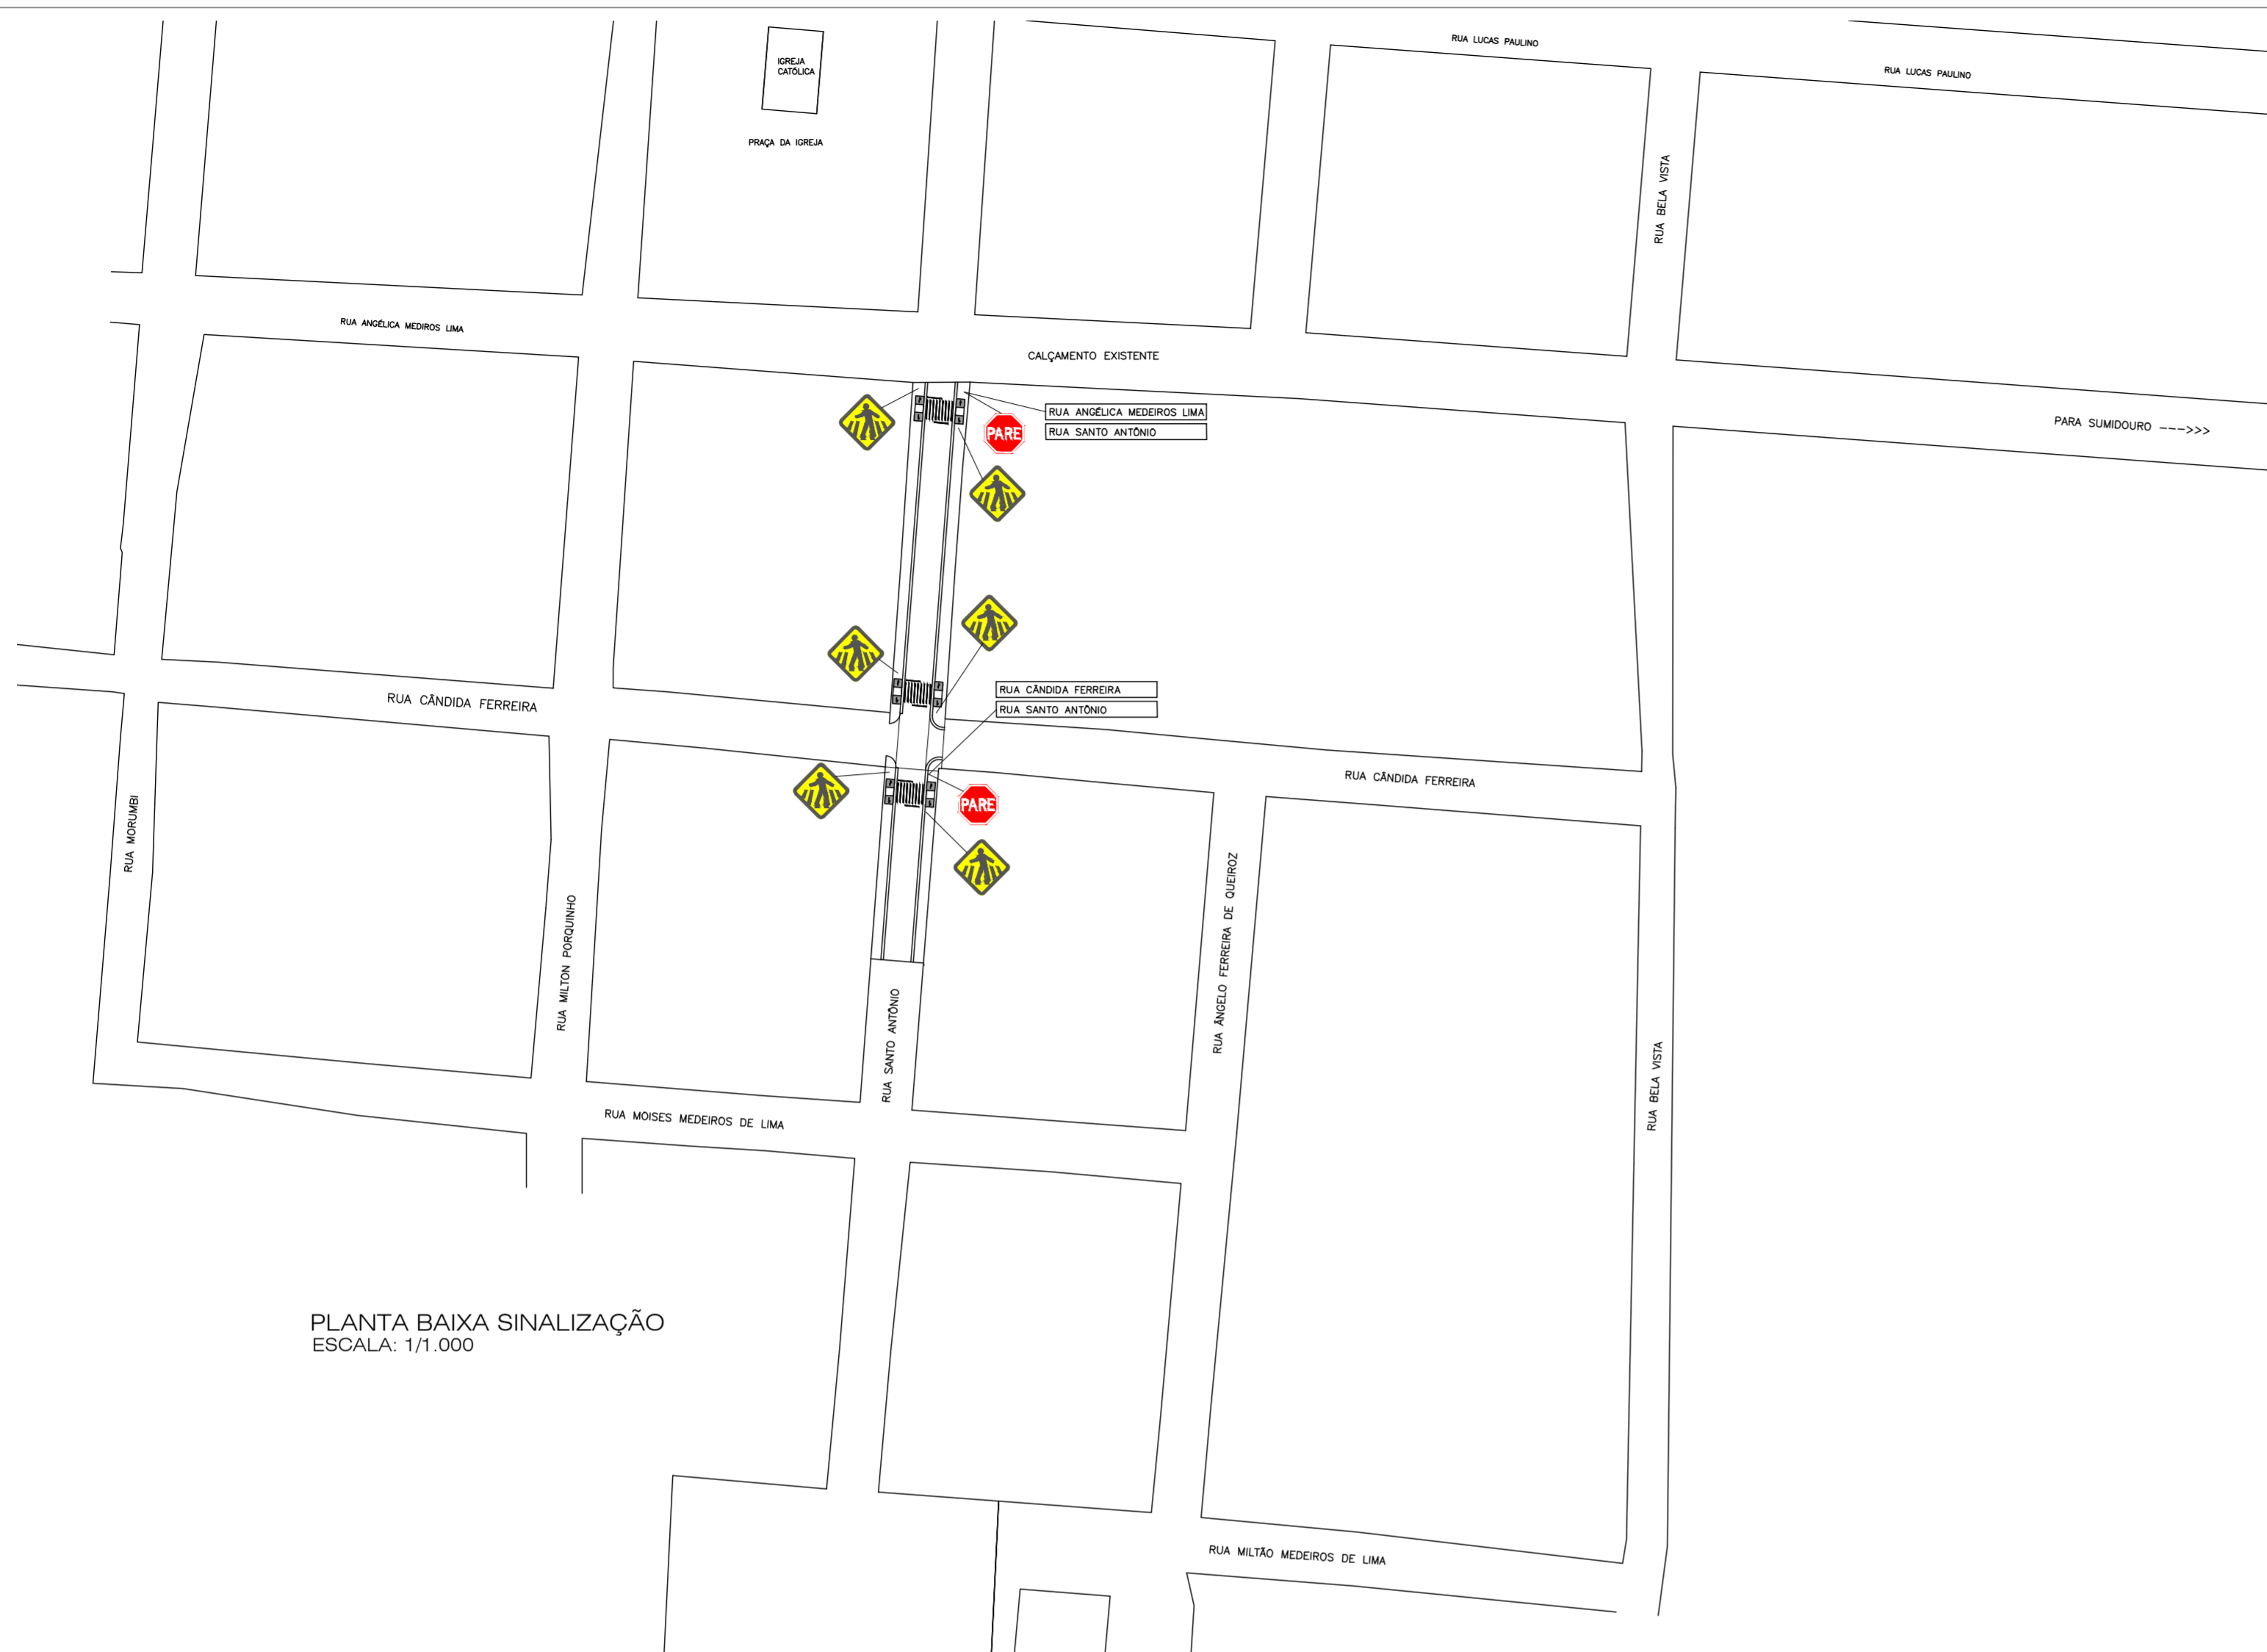 RUA LUCAS PAULINO
RUA LUCAS PAULINO
IGREJA
CATÓLICA
PRAÇA DA IGREJA
RUA BELA VISTA
RUA ANGÉLICA MEDIROS LIMA
CALÇAMENTO EXISTENTE
RUA ANGÉLICA MEDEIROS LIMA
RUA SANTO ANTÔNIO
PARE
PARA SUMIDOURO --->>>
RUA CÂNDIDA FERREIRA
RUA CÂNDIDA FERREIRA
RUA SANTO ANTÔNIO
RUA CÂNDIDA FERREIRA
PARE
RUA MORUMBI
RUA MILTON PORQUINHO
RUA SANTO ANTÔNIO
RUA ÂNGELO FERREIRA DE QUEIROZ
RUA BELA VISTA
RUA MOISES MEDEIROS DE LIMA
PLANTA BAIXA SINALIZAÇÃO
ESCALA: 1/1.000
RUA MILTÃO MEDEIROS DE LIMA